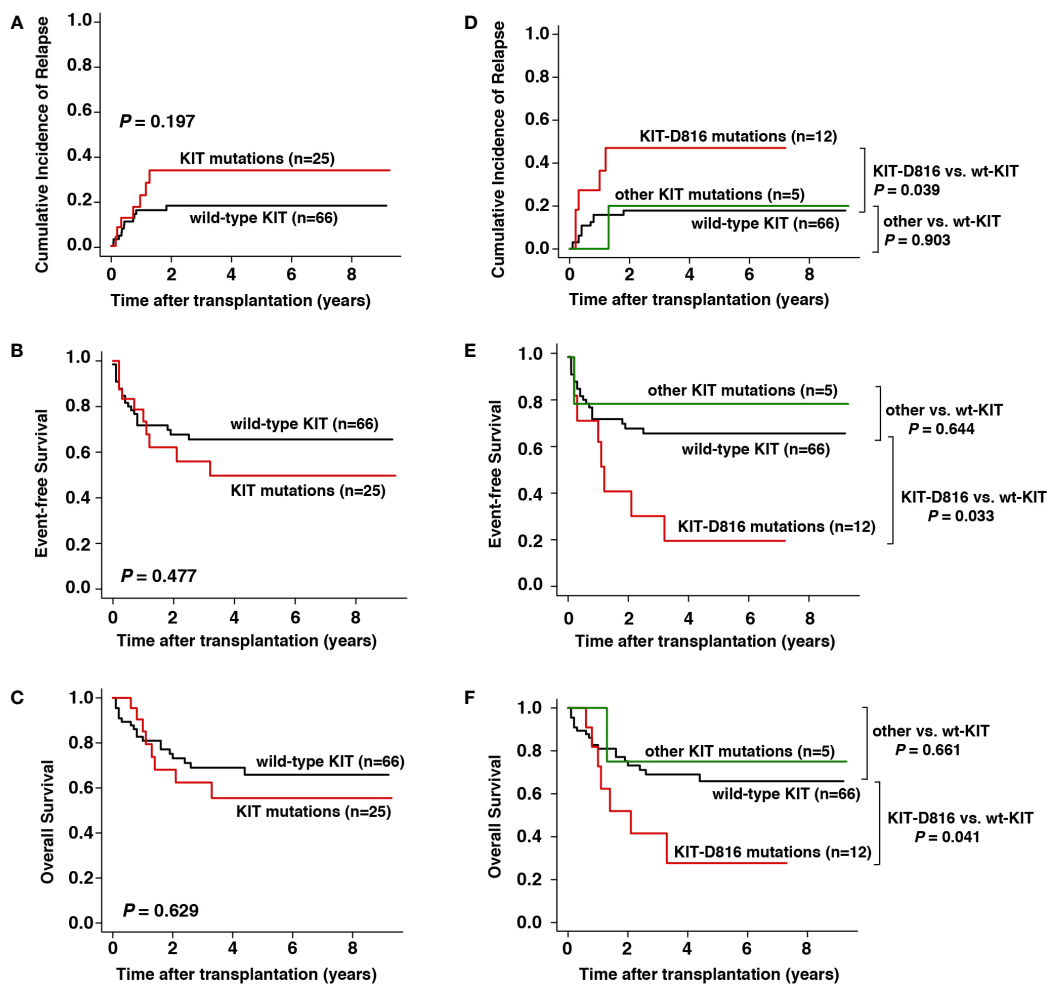 A
Cumulative Incidence of Relapse
1.0
0.8
0.6
0.4
0.2
0.0
P = 0.197
KIT mutations (n=25)
wild-type KIT (n=66)
0 2 4 6 8
Time after transplantation (years)
D
Cumulative Incidence of Relapse
1.0
0.8
0.6
0.4
0.2
0.0
KIT-D816 mutations (n=12)
other KIT mutations (n=5)
wild-type KIT (n=66)
KIT-D816 vs. wt-KIT
P = 0.039
other vs. wt-KIT
P = 0.903
0 2 4 6 8
Time after transplantation (years)
B
Event-free Survival
1.0
0.8
0.6
0.4
0.2
0.0
wild-type KIT (n=66)
KIT mutations (n=25)
P = 0.477
0 2 4 6 8
Time after transplantation (years)
E
Event-free Survival
1.0
0.8
0.6
0.4
0.2
0.0
other KIT mutations (n=5)
wild-type KIT (n=66)
KIT-D816 mutations (n=12)
other vs. wt-KIT
P = 0.644
KIT-D816 vs. wt-KIT
P = 0.033
0 2 4 6 8
Time after transplantation (years)
C
Overall Survival
1.0
0.8
0.6
0.4
0.2
0.0
wild-type KIT (n=66)
KIT mutations (n=25)
P = 0.629
0 2 4 6 8
Time after transplantation (years)
F
Overall Survival
1.0
0.8
0.6
0.4
0.2
0.0
other KIT mutations (n=5)
wild-type KIT (n=66)
KIT-D816 mutations (n=12)
other vs. wt-KIT
P = 0.661
KIT-D816 vs. wt-KIT
P = 0.041
0 2 4 6 8
Time after transplantation (years)